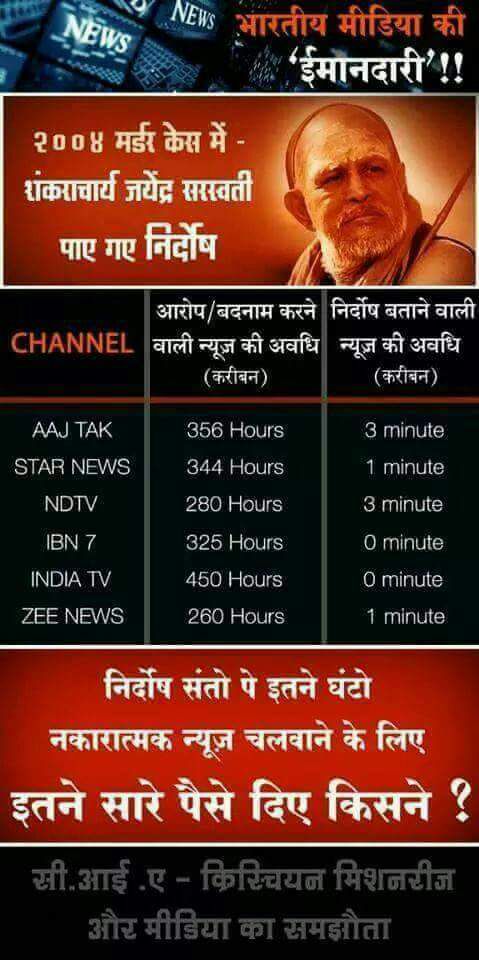 NEWS
NEWS
भारतीय मीडिया की
'ईमानदारी'!!
२००४ मर्डर केस में -
शंकराचार्य जयेंद्र सरस्वती
पाए गए निर्दोष
CHANNEL आरोप/बदनाम करने वाली न्यूज़ की अवधि (करीबन) निर्दोष बताने वाली न्यूज़ की अवधि (करीबन)
AAJ TAK 356 Hours 3 minute
STAR NEWS 344 Hours 1 minute
NDTV 280 Hours 3 minute
IBN 7 325 Hours 0 minute
INDIA TV 450 Hours 0 minute
ZEE NEWS 260 Hours 1 minute
निर्दोष संतो पे इतने घंटो
नकारात्मक न्यूज़ चलवाने के लिए
इतने सारे पैसे दिए किसने ?
सी.आई .ए - क्रिस्चियन मिशनरीज
और मीडिया का समझौता